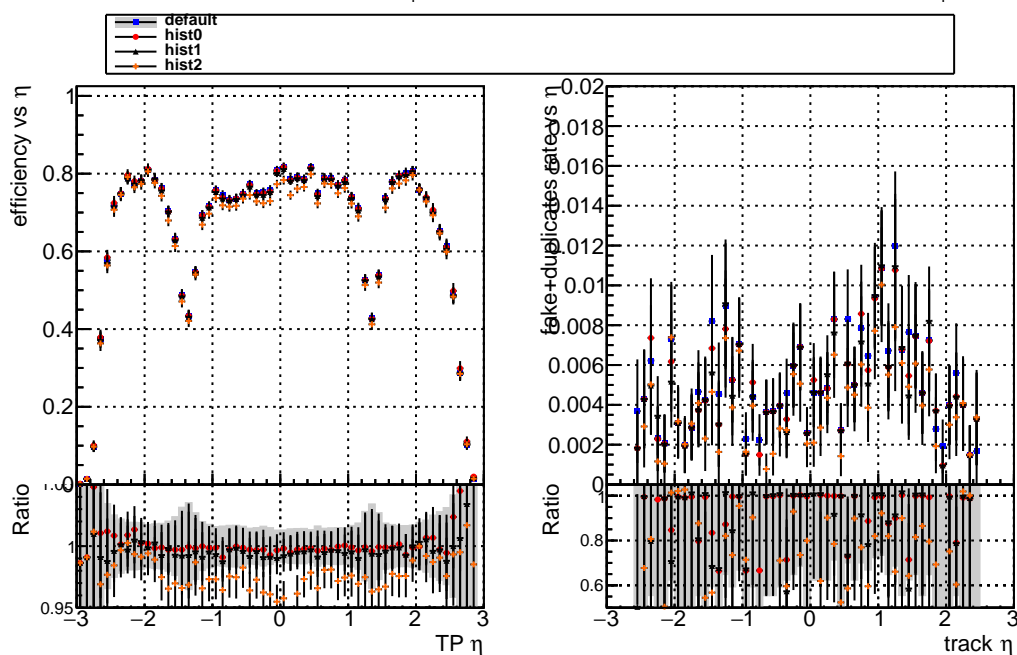 default
hist0
hist1
hist2
efficiency vs η
1
0.8
0.6
0.4
0.2
0
Ratio
1.05
1
0.95
−3 −2 −1 0 1 2 3
TP η
fake+duplicates rate vs η
0.02
0.018
0.016
0.014
0.012
0.01
0.008
0.006
0.004
0.002
0
Ratio
1
0.8
0.6
−3 −2 −1 0 1 2 3
track η